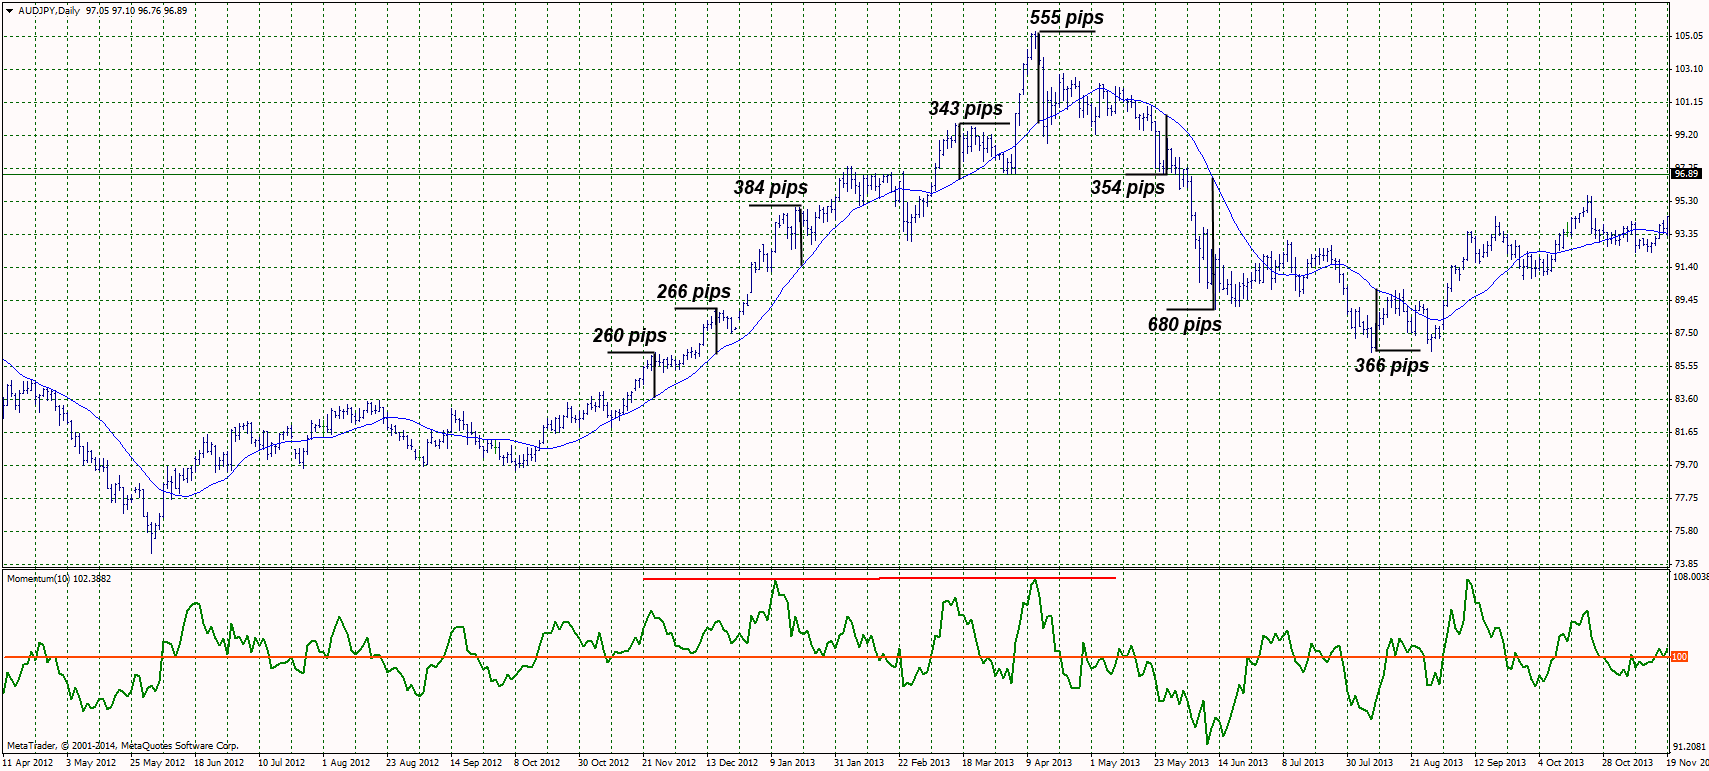 AUDJPY,Daily 97.05 97.10 96.76 96.89
555 pips
343 pips
384 pips
354 pips
266 pips
260 pips
680 pips
366 pips
105.05
103.10
101.15
99.20
97.25
96.89
95.30
93.35
91.40
89.45
87.50
85.55
83.60
81.65
79.70
77.75
75.80
73.85
Momentum(10) 102.3882
108.0038
100
91.2081
MetaTrader, © 2001-2014, MetaQuotes Software Corp.
11 Apr 2012 3 May 2012 25 May 2012 18 Jun 2012 10 Jul 2012 1 Aug 2012 23 Aug 2012 14 Sep 2012 8 Oct 2012 30 Oct 2012 21 Nov 2012 13 Dec 2012 9 Jan 2013 31 Jan 2013 22 Feb 2013 18 Mar 2013 9 Apr 2013 1 May 2013 23 May 2013 14 Jun 2013 8 Jul 2013 30 Jul 2013 21 Aug 2013 12 Sep 2013 4 Oct 2013 28 Oct 2013 19 Nov 20